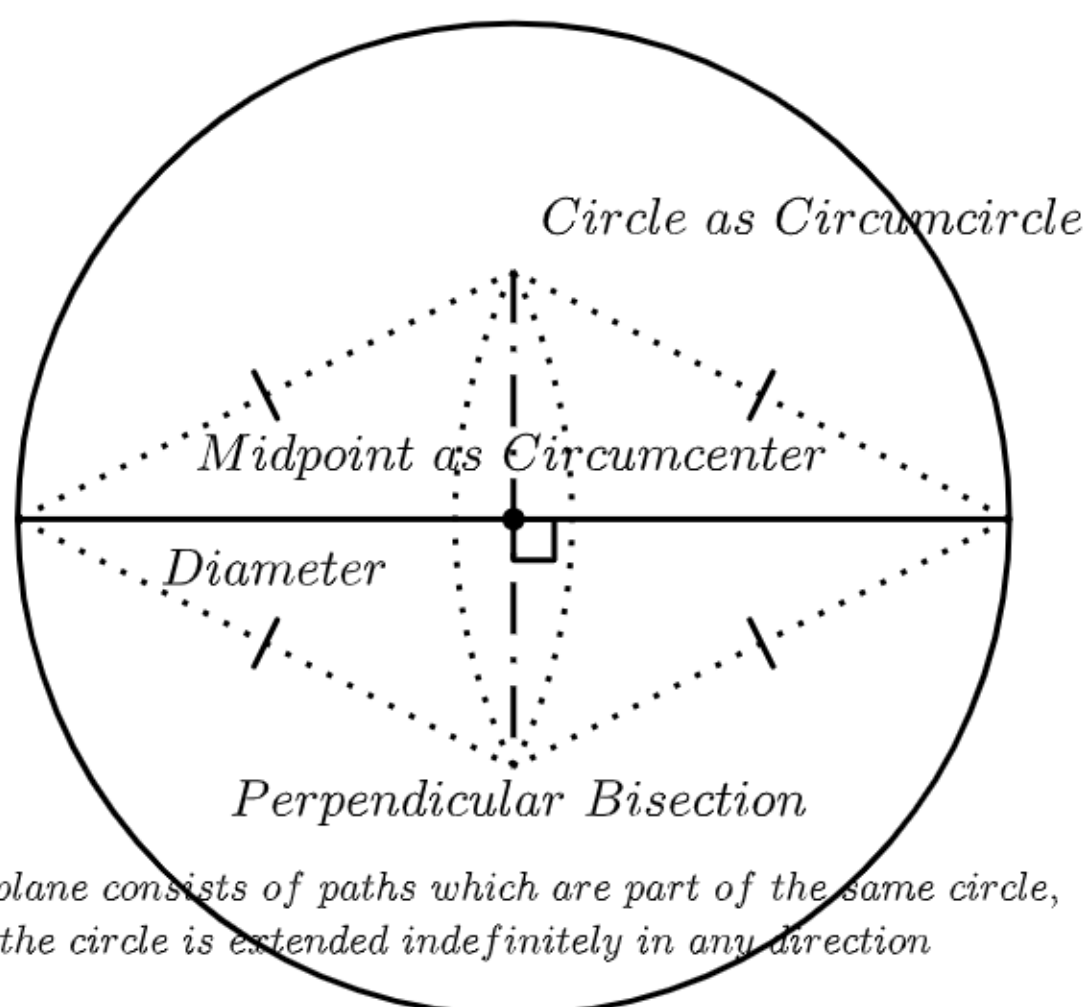 Circle as Circumcircle
Midpoint as Circumcenter
Diameter
Perpendicular Bisection
plane consists of paths which are part of the same circle,
the circle is extended indefinitely in any direction